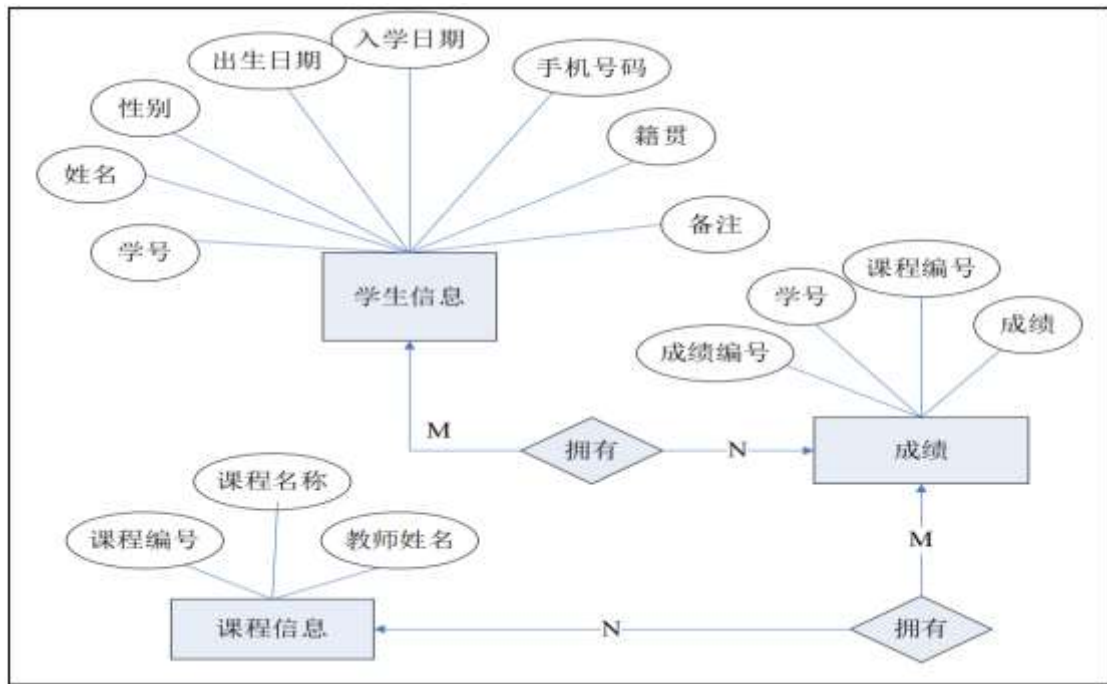 入学日期
出生日期
手机号码
性别
籍贯
姓名
备注
学号
学生信息
课程编号
学号
成绩
成绩编号
M
拥有
N
成绩
课程名称
课程编号
教师姓名
M
课程信息
N
拥有